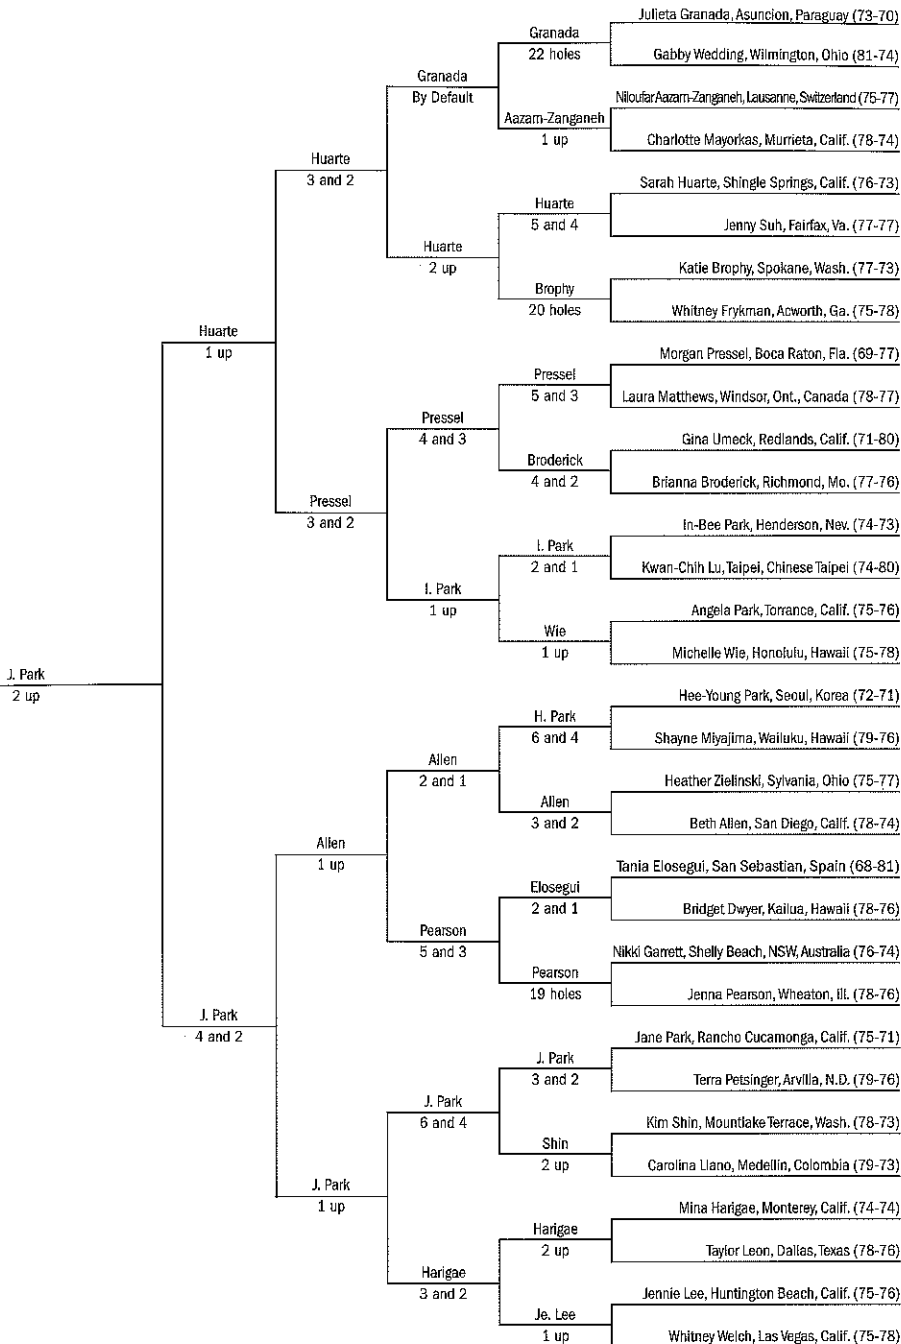 Julieta Granada, Asuncion, Paraguay (73-70)
Granada
22 holes
Gabby Wedding, Wilmington, Ohio (81-74)
Granada
By Default
Niloufar Aazam-Zanganeh, Lausanne, Switzerland (75-77)
Aazam-Zanganeh
1 up
Charlotte Mayorkas, Murrieta, Calif. (78-74)
Huarte
3 and 2
Sarah Huarte, Shingle Springs, Calif. (76-73)
Huarte
5 and 4
Jenny Suh, Fairfax, Va. (77-77)
Huarte
2 up
Katie Brophy, Spokane, Wash. (77-73)
Brophy
20 holes
Whitney Frykman, Acworth, Ga. (75-78)
Huarte
1 up
Morgan Pressel, Boca Raton, Fla. (69-77)
Pressel
5 and 3
Laura Matthews, Windsor, Ont., Canada (78-77)
Pressel
4 and 3
Gina Umeck, Redlands, Calif. (71-80)
Broderick
4 and 2
Brianna Broderick, Richmond, Mo. (77-76)
Pressel
3 and 2
In-Bee Park, Henderson, Nev. (74-73)
I. Park
2 and 1
Kwan-Chih Lu, Taipei, Chinese Taipei (74-80)
I. Park
1 up
Angela Park, Torrance, Calif. (75-76)
Wie
1 up
Michelle Wie, Honolulu, Hawaii (75-78)
J. Park
2 up
Hee-Young Park, Seoul, Korea (72-71)
H. Park
6 and 4
Shayne Miyajima, Wailuku, Hawaii (79-76)
Allen
2 and 1
Heather Zielinski, Sylvania, Ohio (75-77)
Allen
3 and 2
Beth Allen, San Diego, Calif. (78-74)
Allen
1 up
Tania Elosegui, San Sebastian, Spain (68-81)
Elosegui
2 and 1
Bridget Dwyer, Kailua, Hawaii (78-76)
Pearson
5 and 3
Nikki Garrett, Shelly Beach, NSW, Australia (76-74)
Pearson
19 holes
Jenna Pearson, Wheaton, Ill. (78-76)
J. Park
4 and 2
Jane Park, Rancho Cucamonga, Calif. (75-71)
J. Park
3 and 2
Terra Petsinger, Arvilla, N.D. (79-76)
J. Park
6 and 4
Kim Shin, Mountlake Terrace, Wash. (78-73)
Shin
2 up
Carolina Llano, Medellín, Colombia (79-73)
J. Park
1 up
Mina Harigae, Monterey, Calif. (74-74)
Harigae
2 up
Taylor Leon, Dallas, Texas (78-76)
Harigae
3 and 2
Jennie Lee, Huntington Beach, Calif. (75-76)
Je. Lee
1 up
Whitney Welch, Las Vegas, Calif. (75-78)